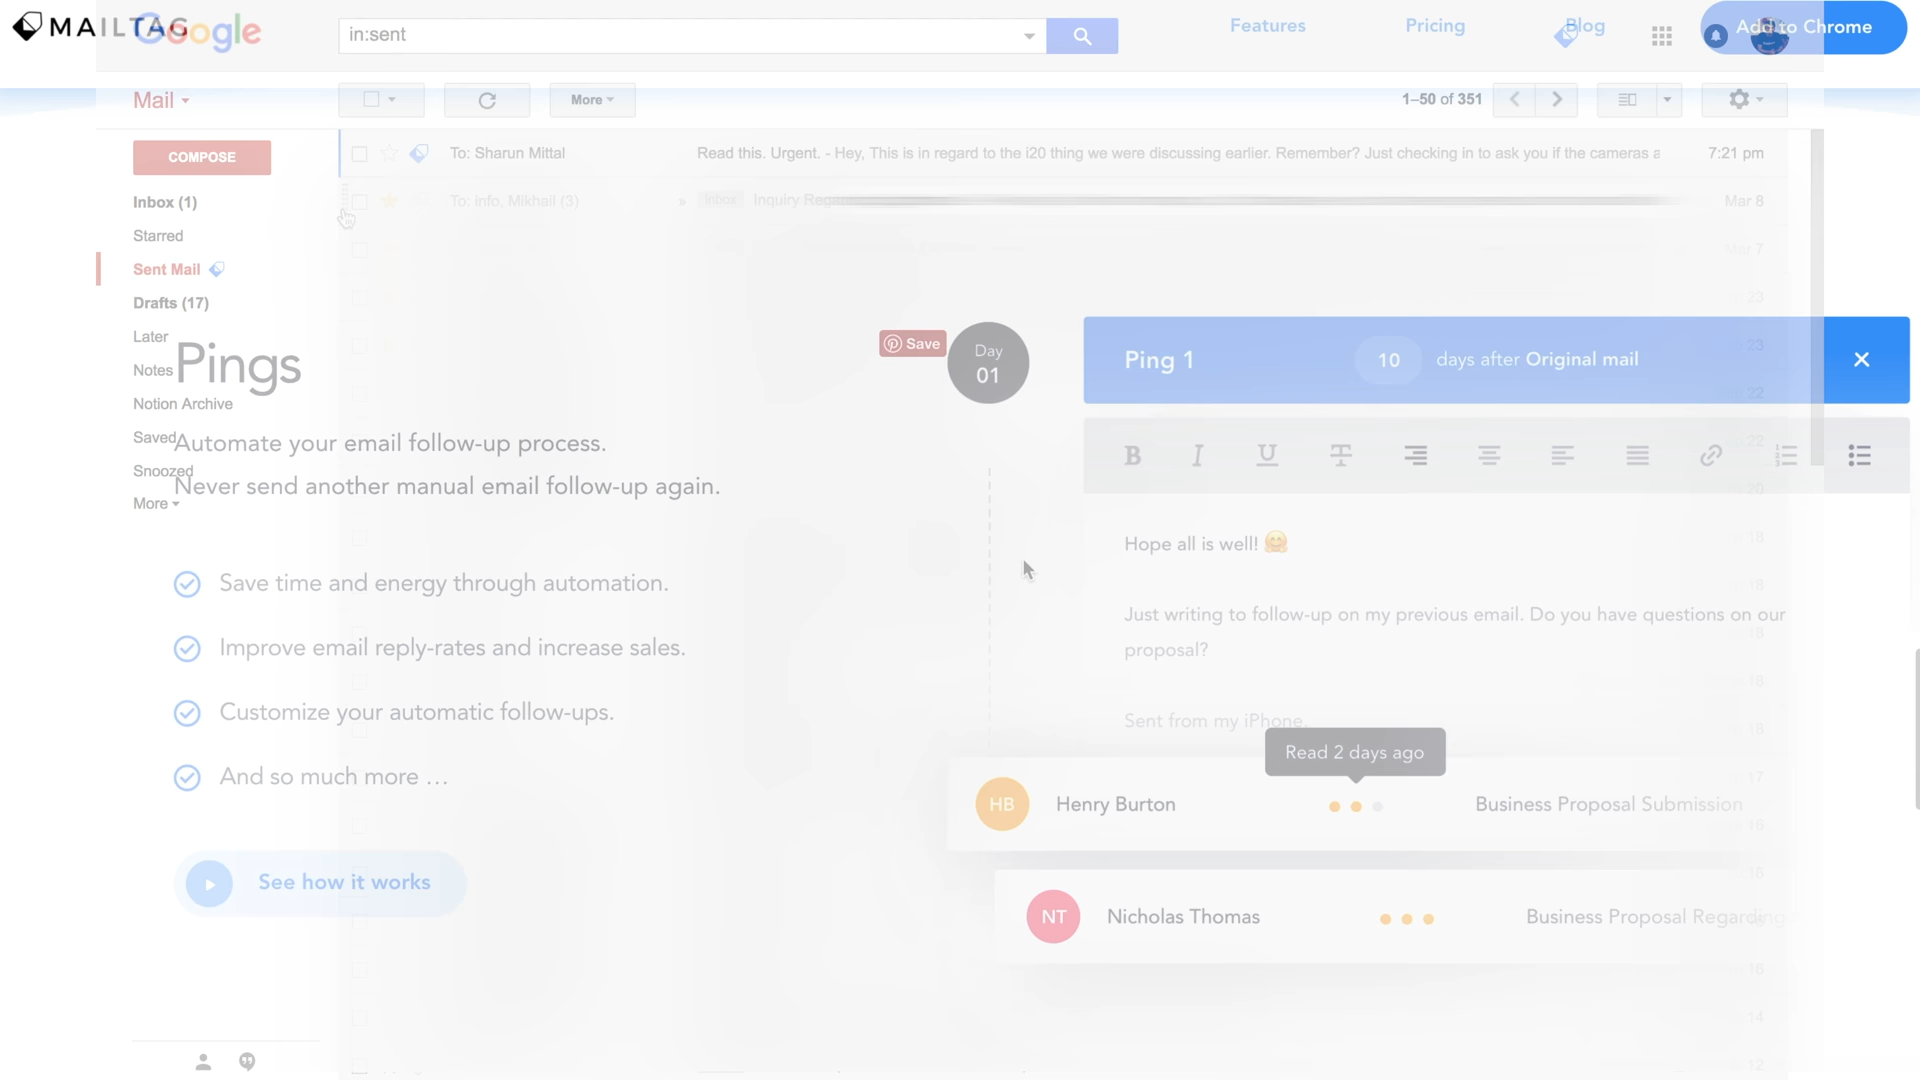 MAILTAG
Google
in:sent
Features
Pricing
Blog
Add to Chrome
Mail
More
1–50 of 351
COMPOSE
To: Sharun Mittal
Read this. Urgent. - Hey, This is in regard to the i20 thing we were discussing earlier. Remember? Just checking in to ask you if the cameras a
7:21 pm
Inbox (1)
To: info, Mikhail (3)
Inbox
Inquiry Rega
Mar 8
Starred
Mar 7
Sent Mail
Drafts (17)
23
Later
Notes
Notion Archive
Saved
Snoozed
More
Pings
Automate your email follow-up process.
Never send another manual email follow-up again.
Save time and energy through automation.
Improve email reply-rates and increase sales.
Customize your automatic follow-ups.
And so much more ...
See how it works
Save
Day
01
Ping 1
10
days after Original mail
B I U T
Hope all is well! 🤗
Just writing to follow-up on my previous email. Do you have questions on our
proposal?
Sent from my iPhone.
Read 2 days ago
HB
Henry Burton
Business Proposal Submission
NT
Nicholas Thomas
Business Proposal Regarding